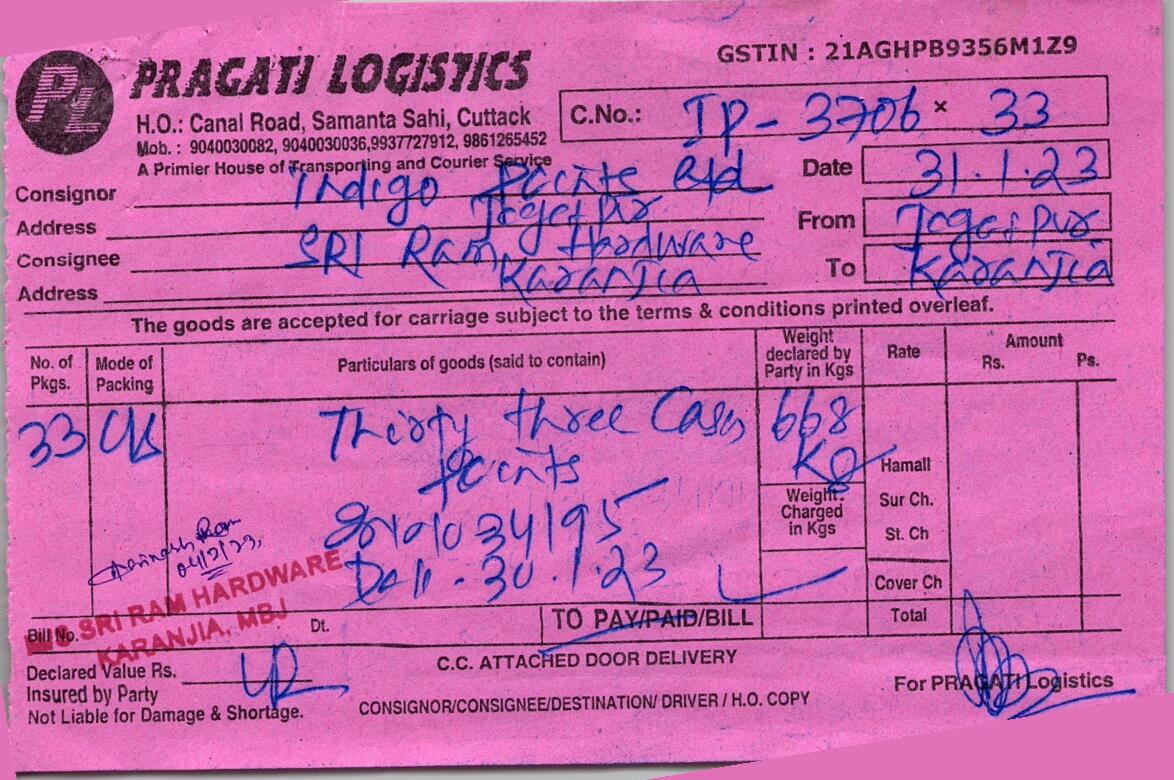 PL
PRAGATI LOGISTICS
GSTIN : 21AGHPB9356M1Z9
H.O.: Canal Road, Samanta Sahi, Cuttack
Mob. : 9040030082, 9040030036,9937727912, 9861265452
A Primier House of Transporting and Courier Service
C.No.: IP - 3706 × 33
Date 31.1.23
Consignor Indigo Paints
Address Jagatpur
From Jagatpur
Consignee SRI Ram Hardware
To Karanjia
Address Karanjia
The goods are accepted for carriage subject to the terms & conditions printed overleaf.
No. of Pkgs. Mode of Packing Particulars of goods (said to contain) Weight declared by Party in Kgs Rate Amount Rs. Ps.
33 Thirty three Cases 668
Paints Kg
Hamali
Weight Charged in Kgs
Sur Ch.
34195
St. Ch
Dt. 30.1.23
Cover Ch
M/S. SRI RAM HARDWARE
KARANJIA, MBJ
Bill No. Dt. TO PAY/PAID/BILL Total
Declared Value Rs.
C.C. ATTACHED DOOR DELIVERY
Insured by Party
For PRAGATI Logistics
Not Liable for Damage & Shortage.
CONSIGNOR/CONSIGNEE/DESTINATION/ DRIVER / H.O. COPY